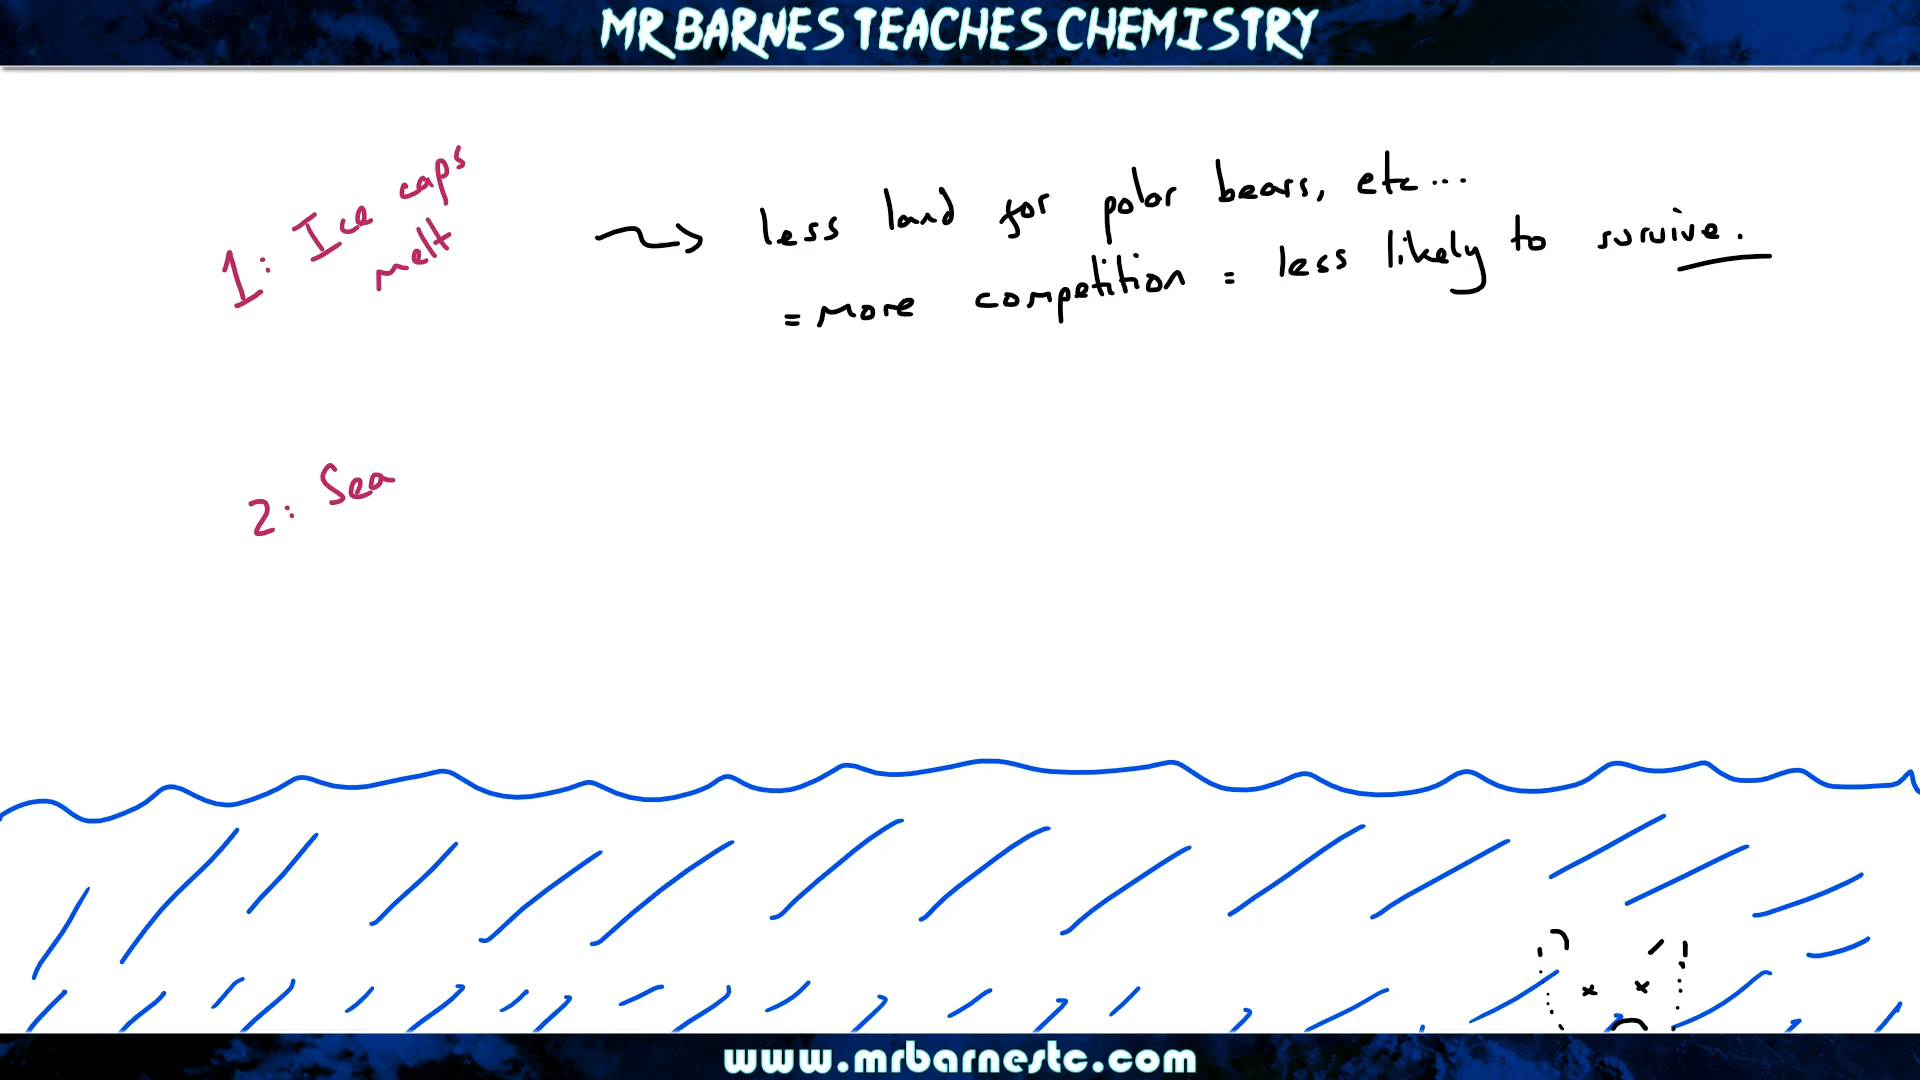 MR BARNES TEACHES CHEMISTRY
1: Ice caps
melt
less land for polar bears, etc...
= more competition = less likely to survive.
2: Sea
www.mrbarnestc.com